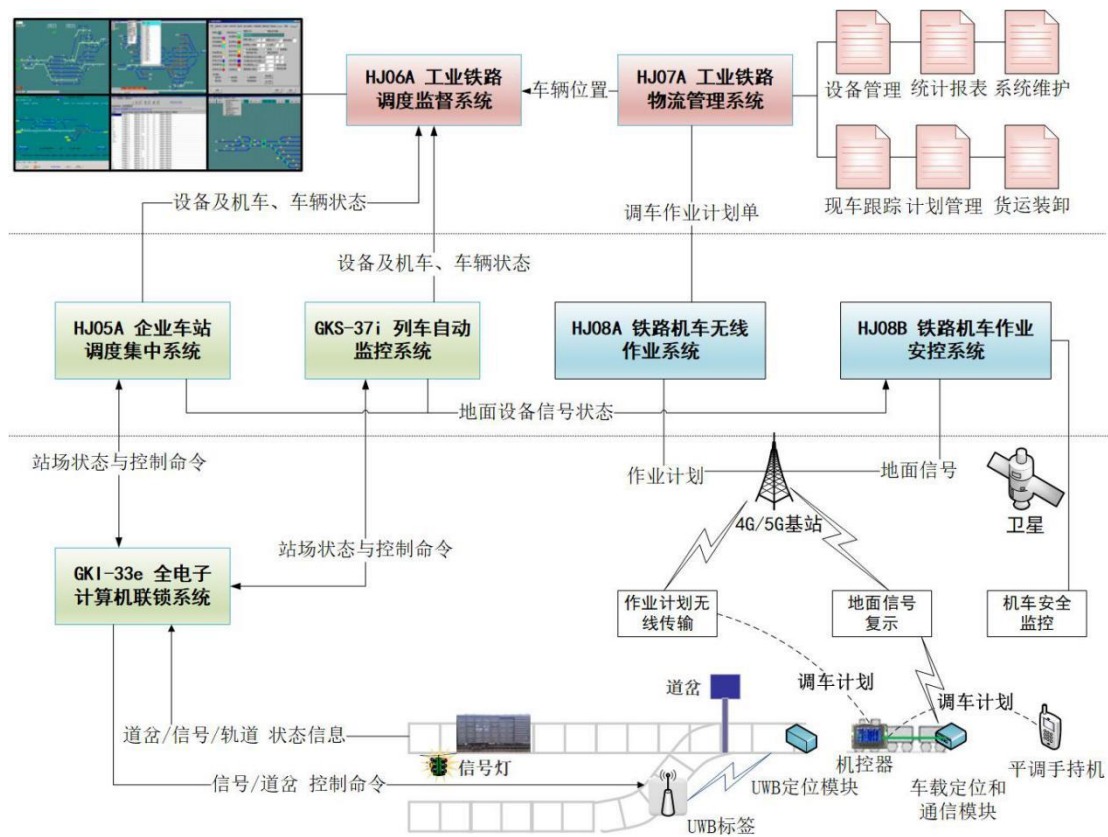 HJ06A 工业铁路
调度监督系统
车辆位置
HJ07A 工业铁路
物流管理系统
设备管理
统计报表
系统维护
现车跟踪
计划管理
货运装卸
设备及机车、车辆状态
调车作业计划单
设备及机车、车辆状态
HJ05A 企业车站
调度集中系统
GKS-37i 列车自动
监控系统
HJ08A 铁路机车无线
作业系统
HJ08B 铁路机车作业
安控系统
地面设备信号状态
站场状态与控制命令
作业计划
地面信号
4G/5G基站
卫星
站场状态与控制命令
GKI-33e 全电子
计算机联锁系统
作业计划无
线传输
地面信号
复示
机车安全
监控
道岔
调车计划
调车计划
道岔/信号/轨道 状态信息
信号灯
机控器
平调手持机
信号/道岔 控制命令
UWB定位模块
车载定位和
通信模块
UWB标签